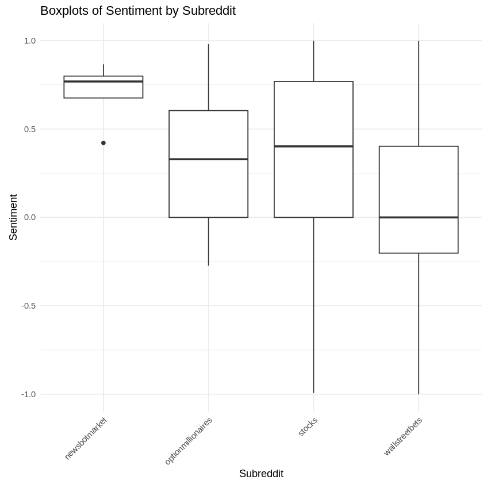 Boxplots of Sentiment by Subreddit
1.0
0.5
0.0
-0.5
-1.0
Sentiment
newsbotmarket
optionmillionaires
stocks
wallstreetbets
Subreddit